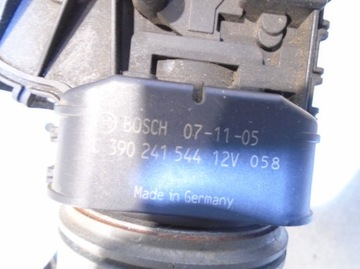 BOSCH 07-11-05
390 241 544 12V 058
Made in Germany